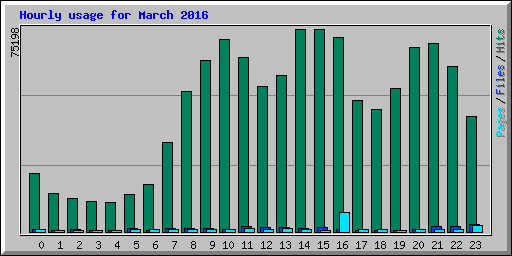 Hourly usage for March 2016
75198
Pages/Files/Hits
0 1 2 3 4 5 6 7 8 9 10 11 12 13 14 15 16 17 18 19 20 21 22 23